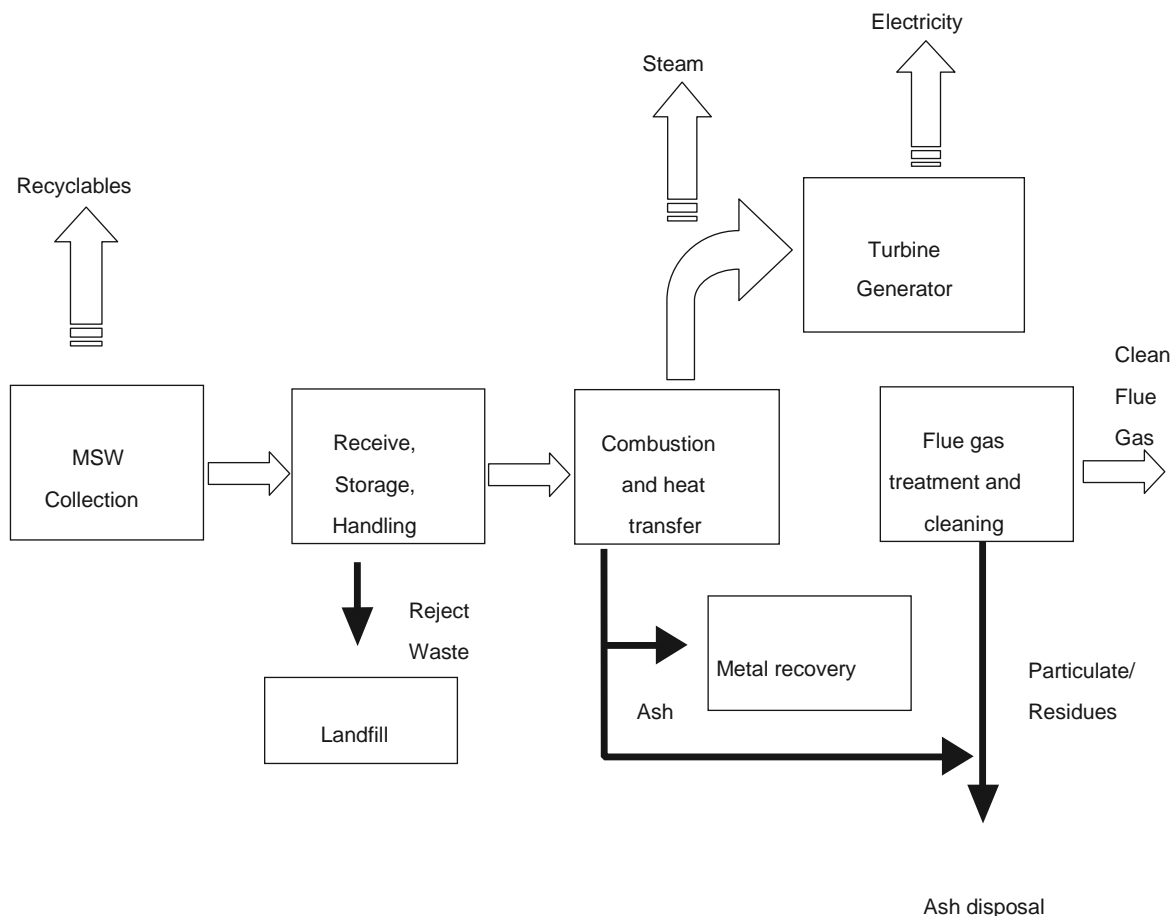 Electricity
Steam
Recyclables
Turbine
Generator
Clean
Flue
Gas
MSW
Collection
Receive,
Storage,
Handling
Combustion
and heat
transfer
Flue gas
treatment and
cleaning
Reject
Waste
Landfill
Metal recovery
Ash
Particulate/
Residues
Ash disposal